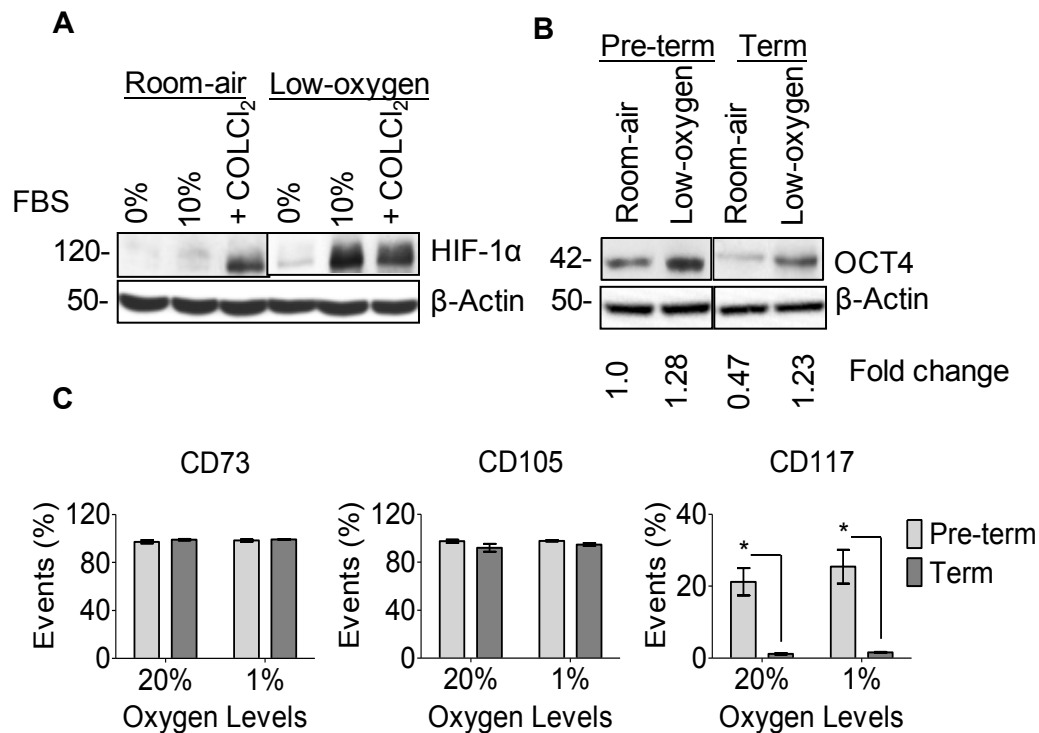 A
Room-air Low-oxygen
FBS 0% 10% + COLCl2 0% 10% + COLCl2
120- HIF-1α
50- β-Actin
B
Pre-term Term
Room-air Low-oxygen Room-air Low-oxygen
42- OCT4
50- β-Actin
1.0 1.28 0.47 1.23 Fold change
C
CD73
Events (%)
120
80
40
0
20% 1%
Oxygen Levels
CD105
Events (%)
120
80
40
0
20% 1%
Oxygen Levels
CD117
Events (%)
40
20
0
* *
20% 1%
Oxygen Levels
Pre-term
Term